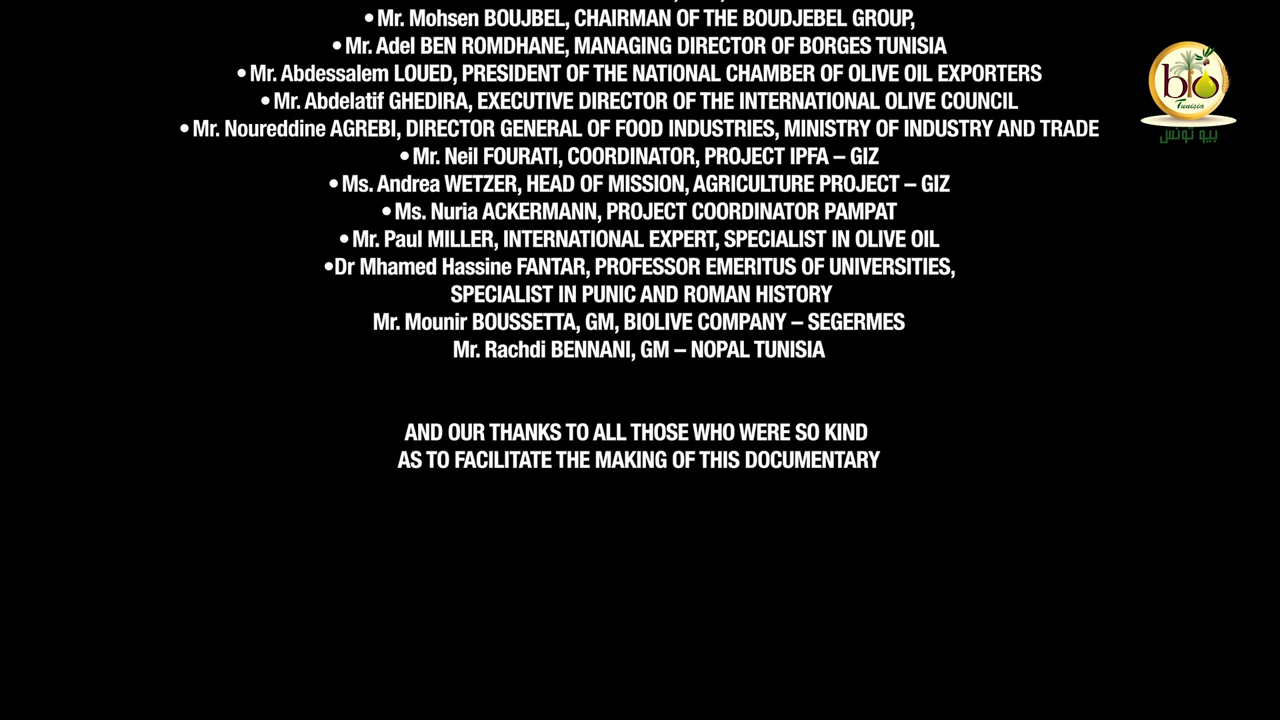 • Mr. Mohsen BOUJBEL, CHAIRMAN OF THE BOUDJEBEL GROUP,
• Mr. Adel BEN ROMDHANE, MANAGING DIRECTOR OF BORGES TUNISIA
• Mr. Abdessalem LOUED, PRESIDENT OF THE NATIONAL CHAMBER OF OLIVE OIL EXPORTERS
• Mr. Abdelatif GHEDIRA, EXECUTIVE DIRECTOR OF THE INTERNATIONAL OLIVE COUNCIL
• Mr. Noureddine AGREBI, DIRECTOR GENERAL OF FOOD INDUSTRIES, MINISTRY OF INDUSTRY AND TRADE
• Mr. Neil FOURATI, COORDINATOR, PROJECT IPFA – GIZ
• Ms. Andrea WETZER, HEAD OF MISSION, AGRICULTURE PROJECT – GIZ
• Ms. Nuria ACKERMANN, PROJECT COORDINATOR PAMPAT
• Mr. Paul MILLER, INTERNATIONAL EXPERT, SPECIALIST IN OLIVE OIL
•Dr Mhamed Hassine FANTAR, PROFESSOR EMERITUS OF UNIVERSITIES,
SPECIALIST IN PUNIC AND ROMAN HISTORY
Mr. Mounir BOUSSETTA, GM, BIOLIVE COMPANY – SEGERMES
Mr. Rachdi BENNANI, GM – NOPAL TUNISIA
AND OUR THANKS TO ALL THOSE WHO WERE SO KIND
AS TO FACILITATE THE MAKING OF THIS DOCUMENTARY
bio
Tunisia
بيو تونس